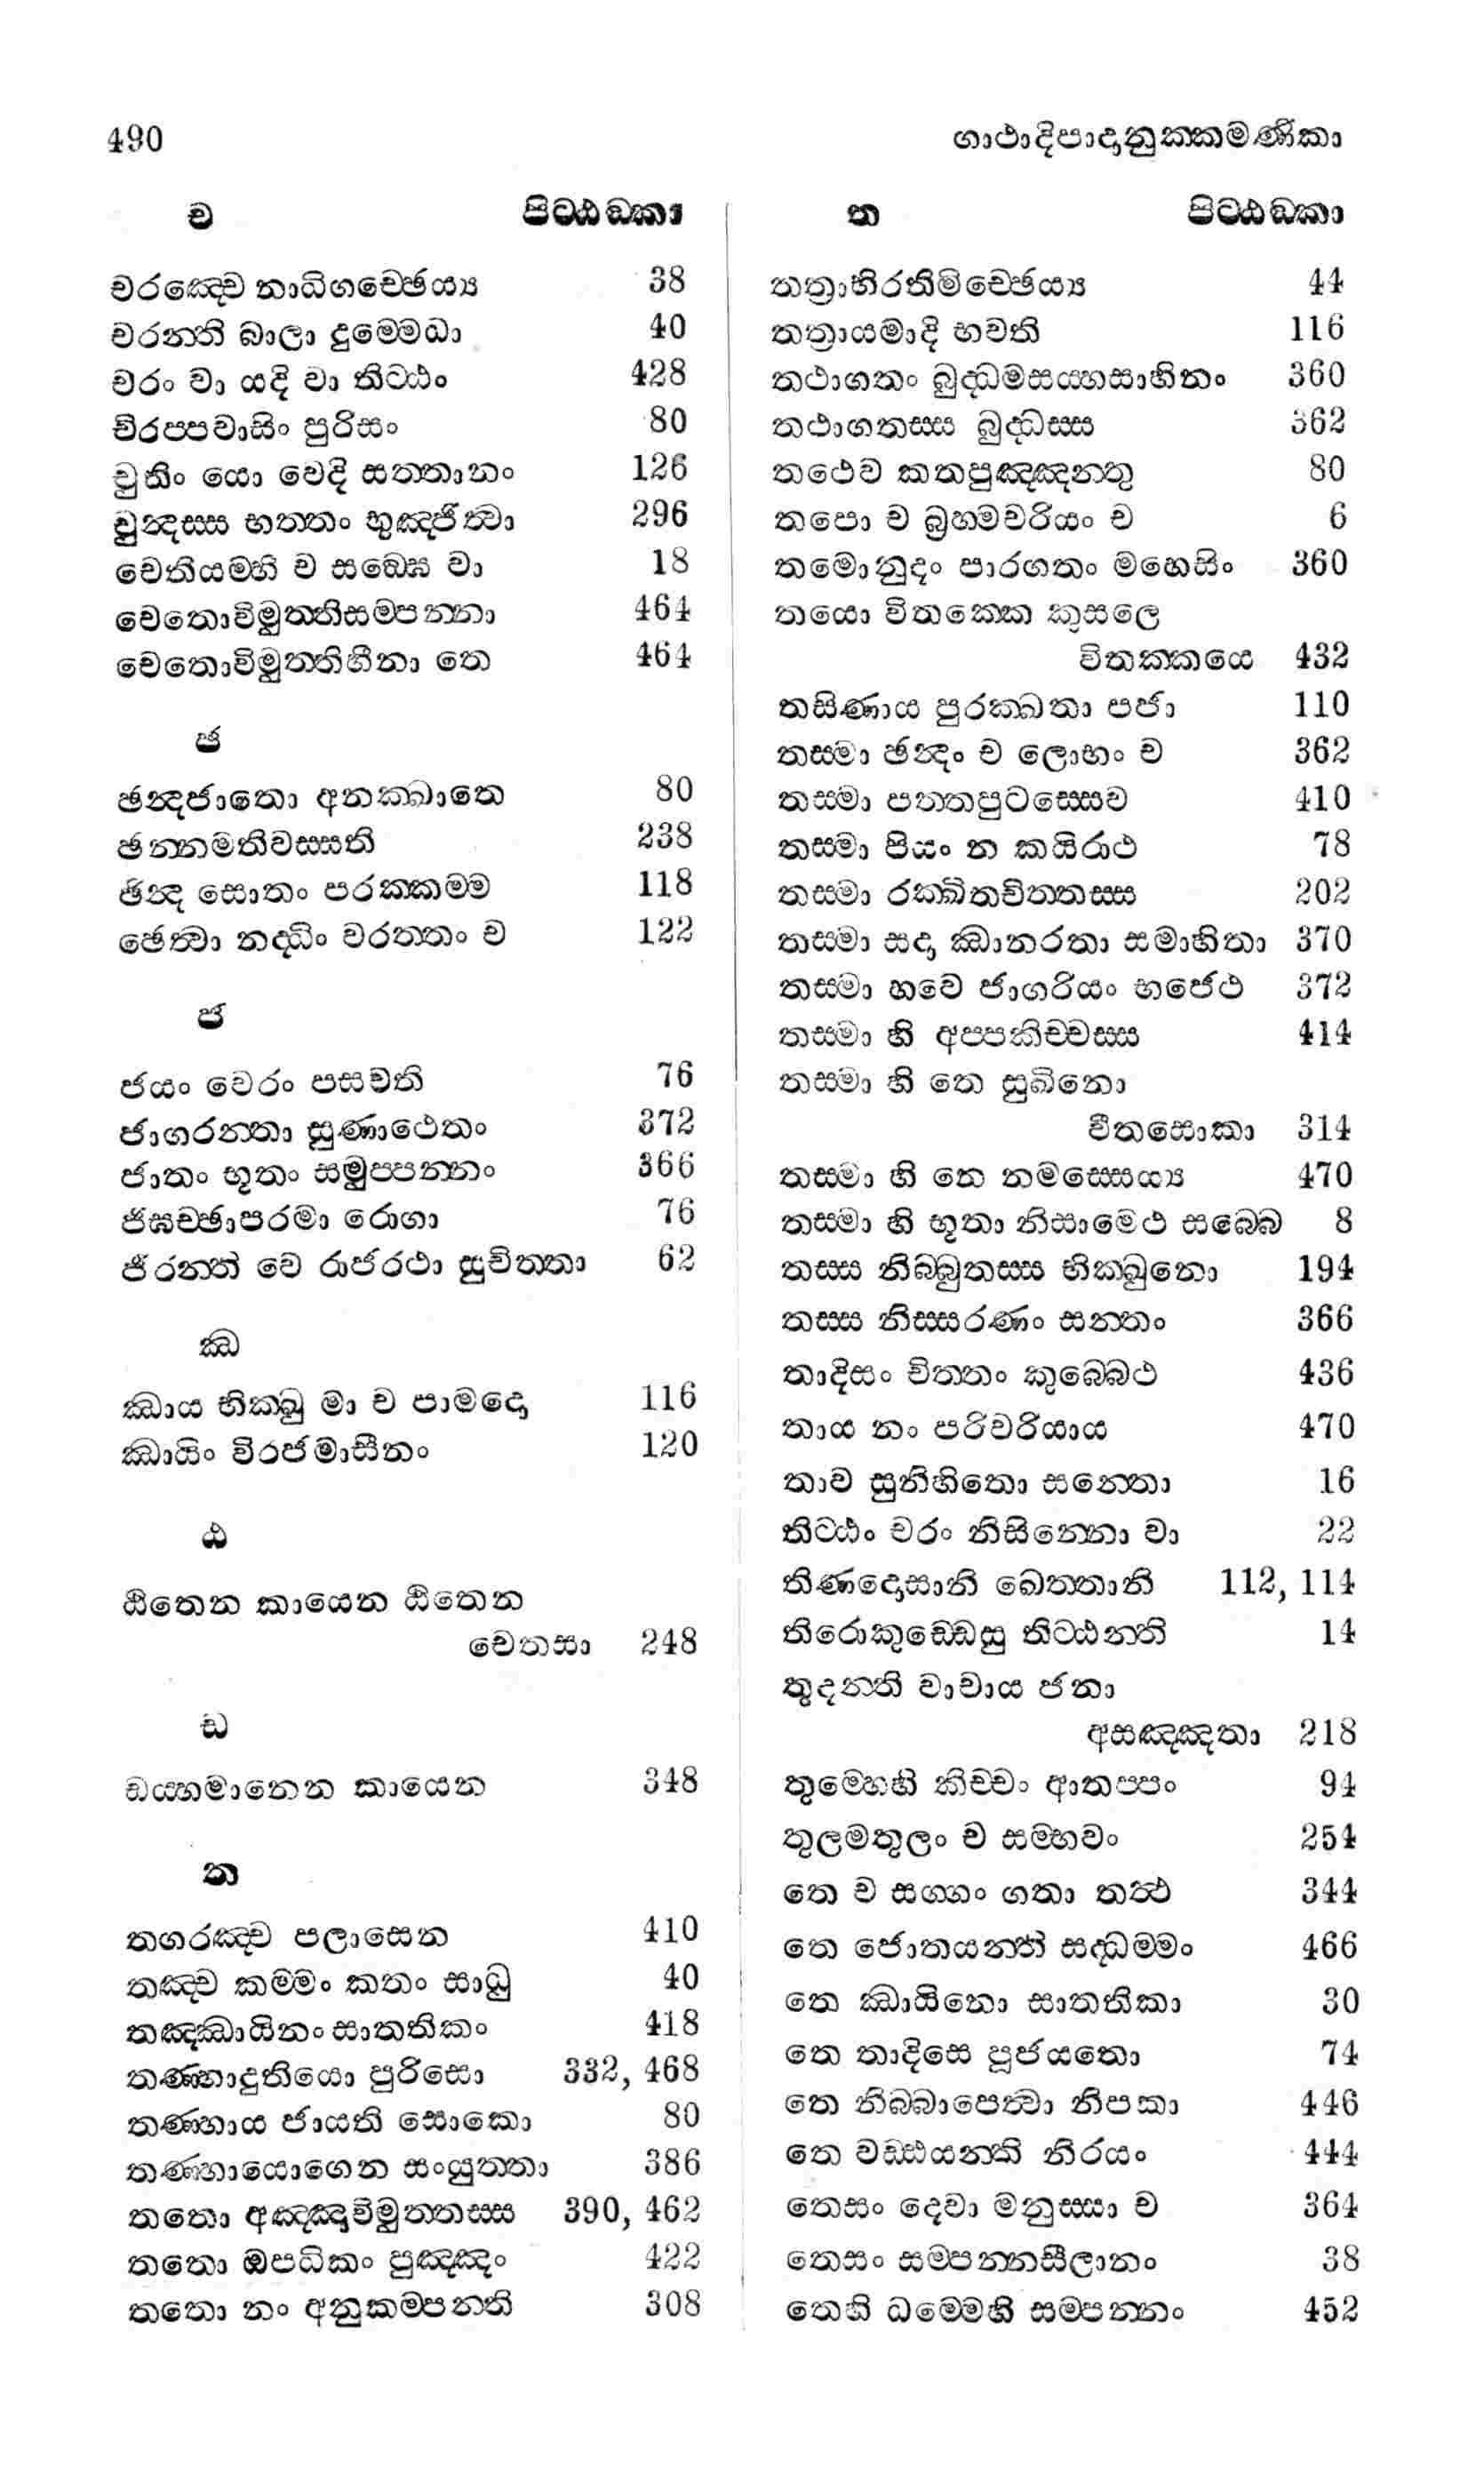 490
ගාථාදිපාදානුක්කමණිකා
ච පිට්ඨඞ්කා
චරඤ්චෙ නාධිගච්ඡෙය්‍ය 38
චරන්ති බාලා දුම්මෙධා 40
චරං වා යදි වා තිට්ඨං 428
චිරප්පවාසිං පුරිසං 80
චුතිං යො වෙදි සත්තානං 126
චුන්දස්ස භත්තං භුඤ්ජිත්වා 296
චෙතියම්හි ච සඞ්ඝෙ වා 18
චෙතොවිමුත්තිසම්පන්නා 464
චෙතොවිමුත්තිහීනා තෙ 464
ඡ
ඡන්දජාතො අනක්ඛාතෙ 80
ඡන්නමතිවස්සති 238
ඡින්ද සොතං පරක්කම්ම 118
ඡෙත්වා නද්ධිං වරත්තං ච 122
ජ
ජයං වෙරං පසවති 76
ජාගරන්තා සුණාථෙතං 372
ජාතං භූතං සමුප්පන්නං 366
ජිඝච්ඡාපරමා රොගා 76
ජීරන්ති වෙ රාජරථා සුචිත්තා 62
ඣ
ඣාය භික්ඛු මා ච පාමදො 116
ඣායිං විරජමාසීනං 120
ඨ
ඨිතෙන කායෙන ඨිතෙන
චෙතසා 248
ඩ
ඩය්හමානෙන කායෙන 348
ත
තගරඤ්ච පලාසෙන 410
තඤ්ච කම්මං කතං සාධු 40
තඤ්ඣායිනං සාතතිකං 418
තණ්හාදුතියො පුරිසො 332, 468
තණ්හාය ජායති සොකො 80
තණ්හායොගෙන සංයුත්තා 386
තතො අඤ්ඤාවිමුත්තස්ස 390, 462
තතො ඔපධිකං පුඤ්ඤං 422
තතො නං අනුකම්පන්ති 308
ත පිට්ඨඞ්කා
තත්‍රාභිරතිමිච්ඡෙය්‍ය 44
තත්‍රායමාදි භවති 116
තථාගතං බුද්ධමසය්හසාහිනං 360
තථාගතස්ස බුද්ධස්ස 362
තථෙව කතපුඤ්ඤන්තු 80
තපො ච බ්‍රහ්මචරියං ච 6
තමොනුදං පාරගතං මහෙසිං 360
තයො විතක්කෙ කුසලෙ
විතක්කයෙ 432
තසිණාය පුරක්ඛතා පජා 110
තස්මා ඡන්දං ච ලොභං ච 362
තස්මා පත්තපුටස්සෙව 410
තස්මා පියං න කයිරාථ 78
තස්මා රක්ඛිතචිත්තස්ස 202
තස්මා සදා ඣානරතා සමාහිතා 370
තස්මා හවෙ ජාගරියං භජෙථ 372
තස්මා හි අප්පකිච්චස්ස 414
තස්මා හි තෙ සුඛිනො
වීතසොකා 314
තස්මා හි නෙ නමස්සෙය්‍ය 470
තස්මා හි භූතා නිසාමෙථ සබ්බෙ 8
තස්ස නිබ්බුතස්ස භික්ඛුනො 194
තස්ස නිස්සරණං සන්තං 366
තාදිසං චිත්තං කුබ්බෙථ 436
තාය නං පරිචරියාය 470
තාව සුනිහිතො සන්තො 16
තිට්ඨං චරං නිසින්නො වා 22
තිණදොසානි ඛෙත්තානි 112, 114
තිරොකුඩ්ඩෙසු තිට්ඨන්ති 14
තුදන්ති වාචාය ජනා
අසඤ්ඤතා 218
තුම්හෙහි කිච්චං ආතප්පං 94
තුලමතුලං ච සම්භවං 254
තෙ ච සග්ගං ගතා තත්‍ථ 344
තෙ ජොතයන්ති සද්ධම්මං 466
තෙ ඣායිනො සාතතිකා 30
තෙ තාදිසෙ පූජයතො 74
තෙ නිබ්බාපෙත්වා නිපකා 446
තෙ වඩ්ඪයන්ති නිරයං 444
තෙසං දෙවා මනුස්සා ච 364
තෙසං සම්පන්නසීලානං 38
තෙහි ධම්මෙහි සම්පන්නං 452